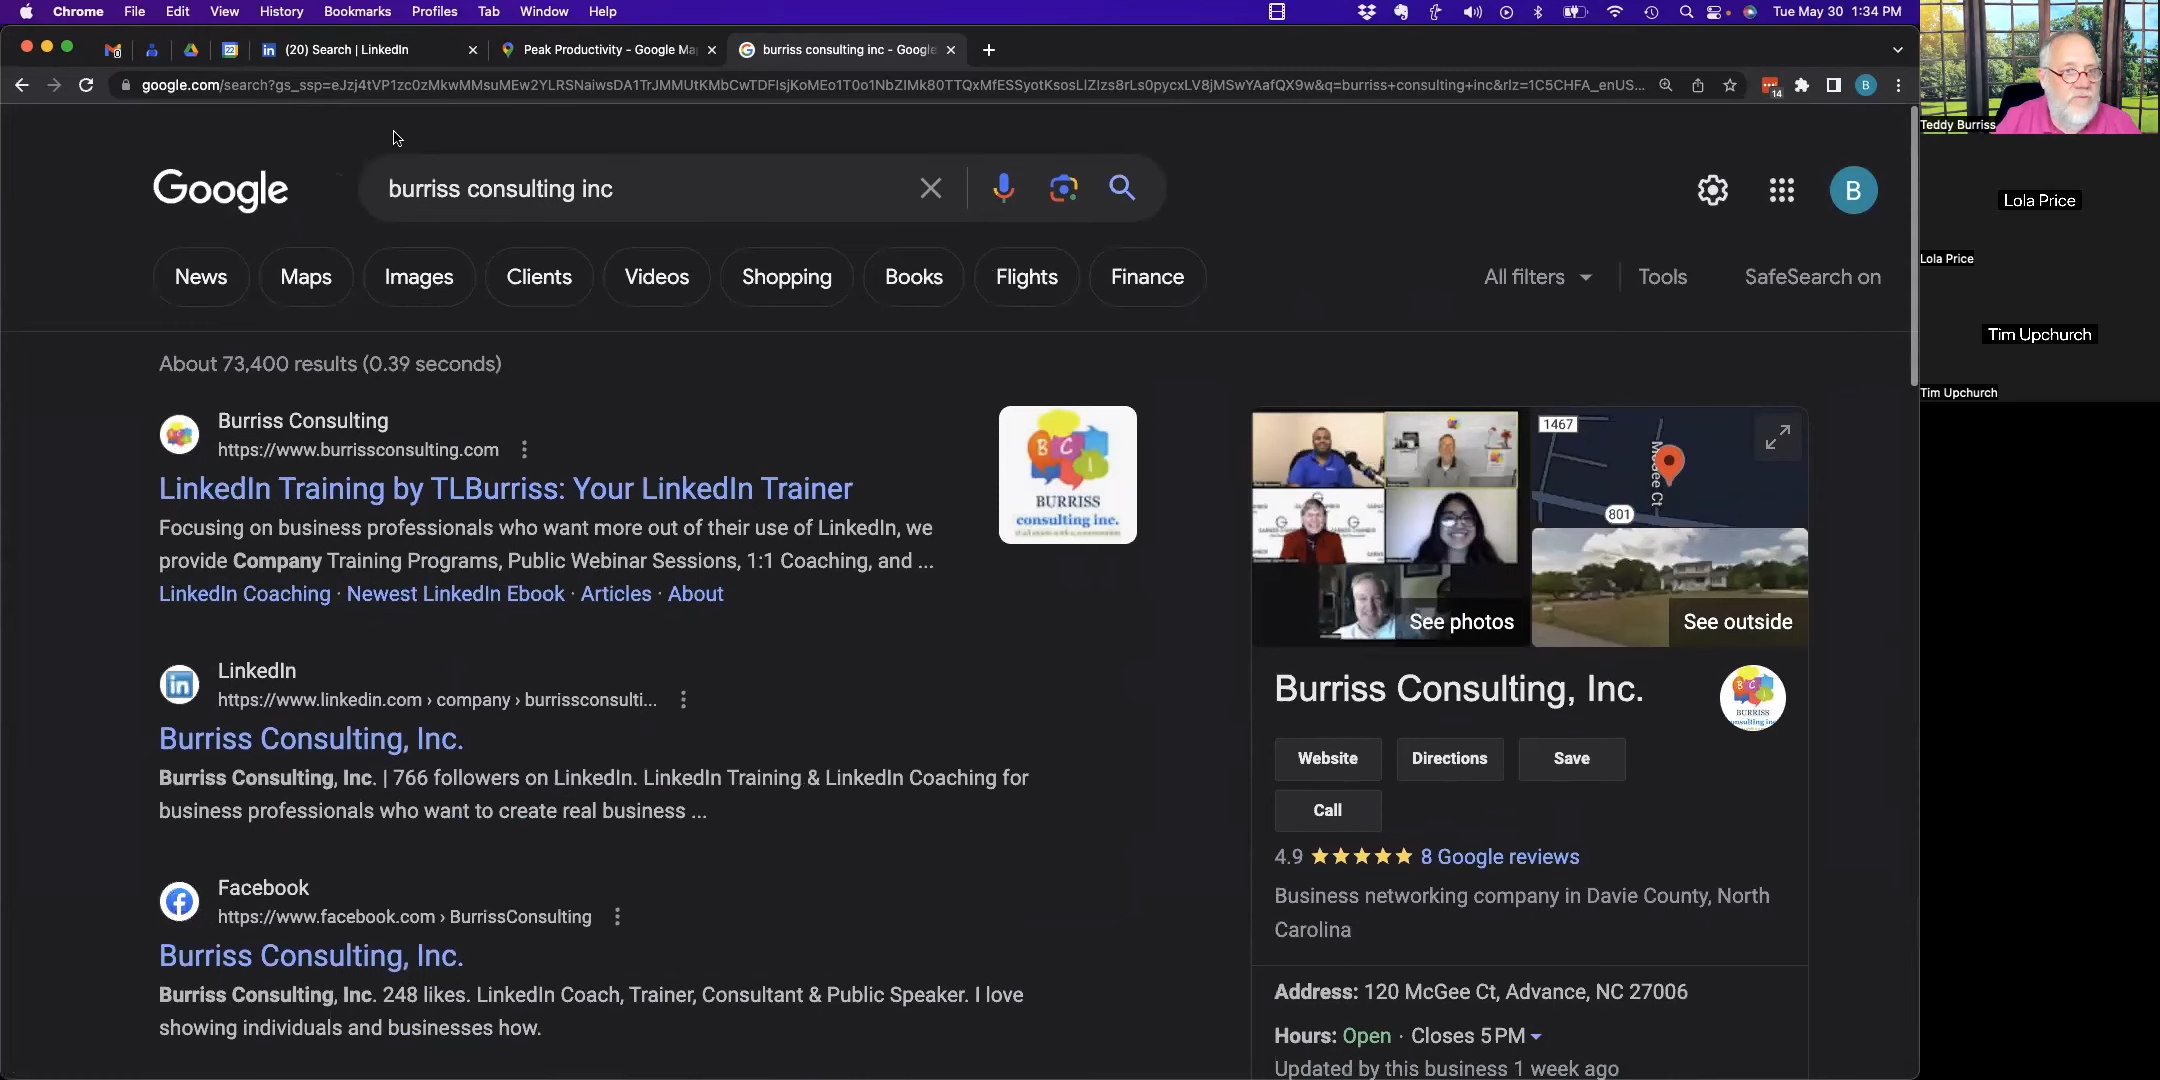 Chrome File Edit View History Bookmarks Profiles Tab Window Help
Tue May 30 1:34 PM
(20) Search | LinkedIn
Peak Productivity - Google Ma
burriss consulting inc - Google
Teddy Burriss
Google
burriss consulting inc
B
News Maps Images Clients Videos Shopping Books Flights Finance
All filters Tools SafeSearch on
Lola Price
Lola Price
Tim Upchurch
Tim Upchurch
About 73,400 results (0.39 seconds)
Burriss Consulting
https://www.burrissconsulting.com
LinkedIn Training by TLBurriss: Your LinkedIn Trainer
Focusing on business professionals who want more out of their use of LinkedIn, we
provide Company Training Programs, Public Webinar Sessions, 1:1 Coaching, and ...
LinkedIn Coaching · Newest LinkedIn Ebook · Articles · About
BCI
BURRISS
consulting inc.
LinkedIn
https://www.linkedin.com › company › burrissconsulti...
Burriss Consulting, Inc.
Burriss Consulting, Inc. | 766 followers on LinkedIn. LinkedIn Training & LinkedIn Coaching for
business professionals who want to create real business ...
Facebook
https://www.facebook.com › BurrissConsulting
Burriss Consulting, Inc.
Burriss Consulting, Inc. 248 likes. LinkedIn Coach, Trainer, Consultant & Public Speaker. I love
showing individuals and businesses how.
1467
McGee Ct
801
See photos
See outside
Burriss Consulting, Inc.
BCI
BURRISS
consulting inc
Website Directions Save
Call
4.9 8 Google reviews
Business networking company in Davie County, North
Carolina
Address: 120 McGee Ct, Advance, NC 27006
Hours: Open · Closes 5 PM
Updated by this business 1 week ago